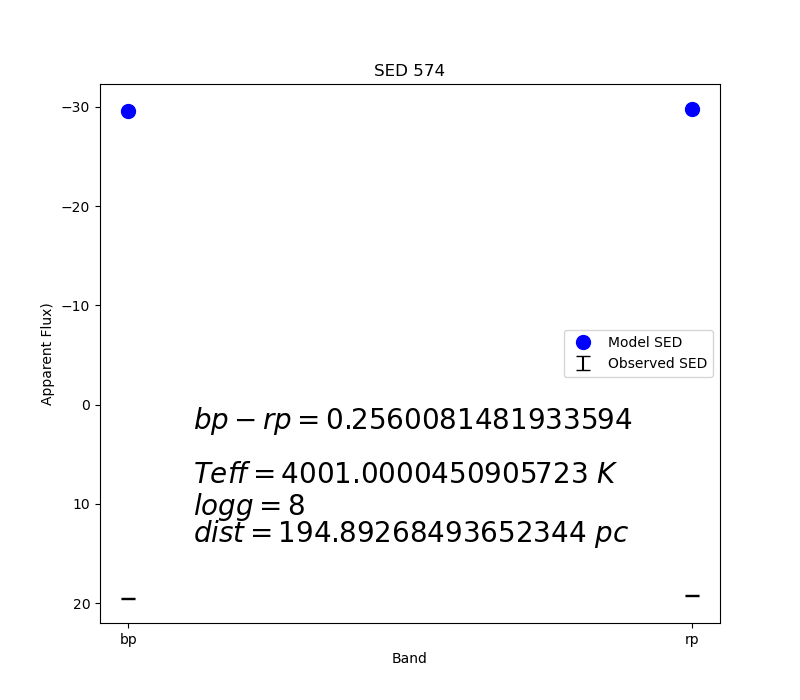 SED 574
−30
−20
−10
0
10
20
Apparent Flux)
Model SED
Observed SED
bp − rp = 0.2560081481933594
Teff = 4001.0000450905723 K
logg = 8
dist = 194.89268493652344 pc
bp
rp
Band